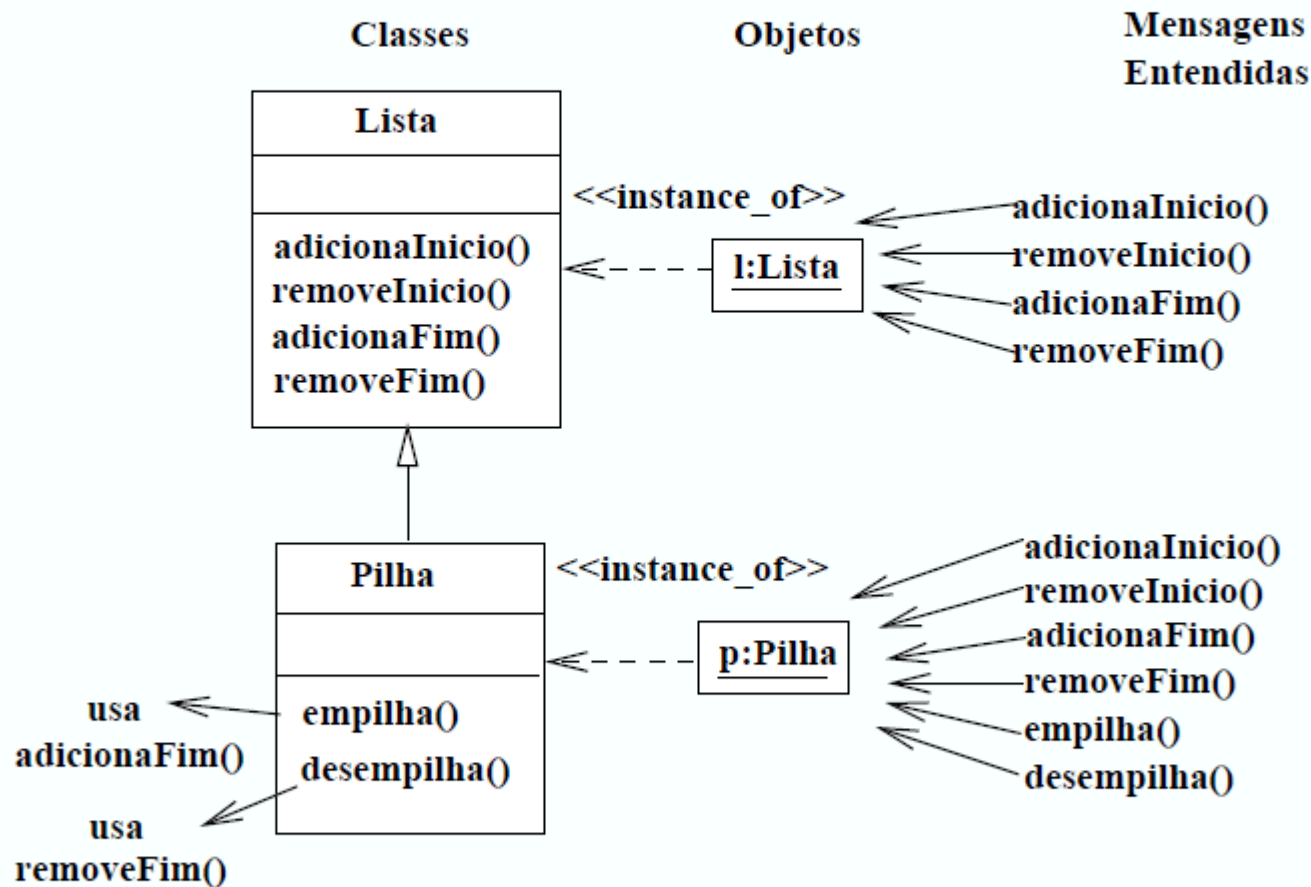 Classes
Objetos
Mensagens
Entendidas
Lista
adicionaInicio()
removeInicio()
adicionaFim()
removeFim()
<<instance_of>>
l:Lista
adicionaInicio()
removeInicio()
adicionaFim()
removeFim()
Pilha
empilha()
desempilha()
usa
adicionaFim()
usa
removeFim()
<<instance_of>>
p:Pilha
adicionaInicio()
removeInicio()
adicionaFim()
removeFim()
empilha()
desempilha()